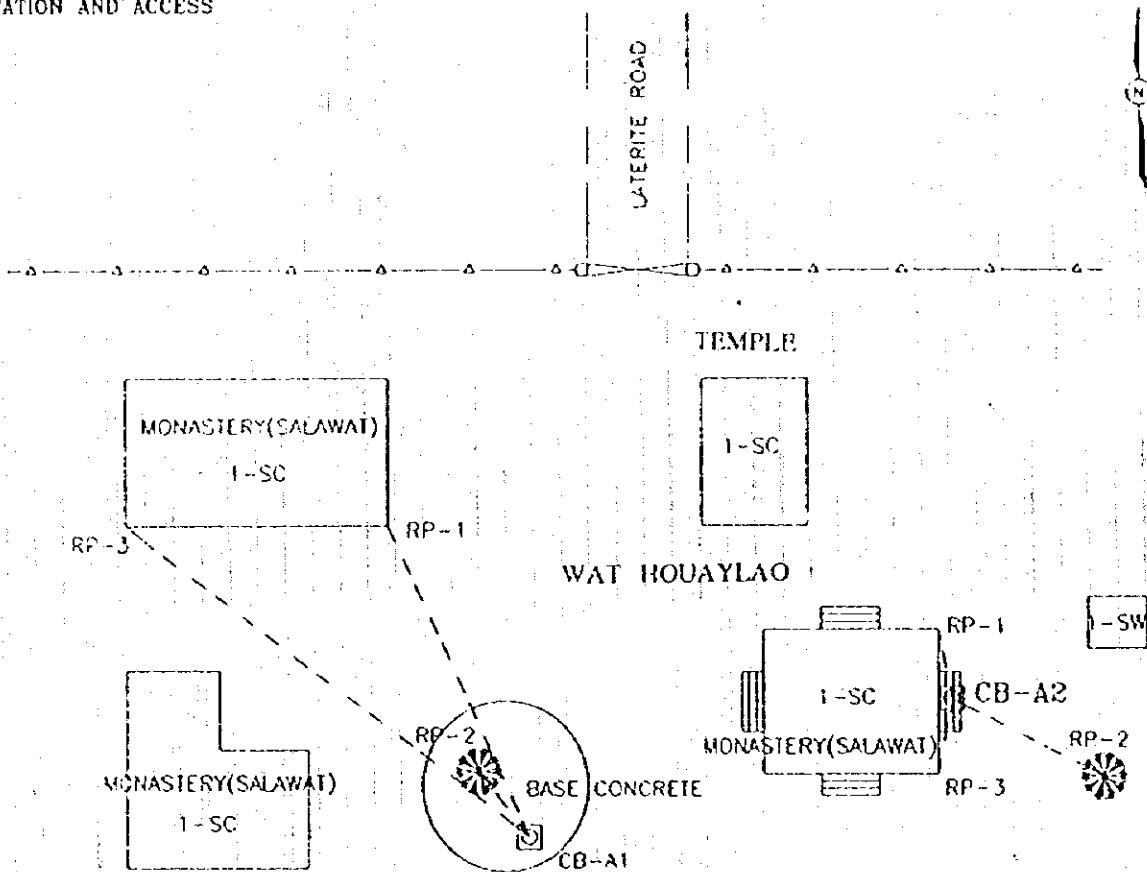 AND ACCESS
LATERITE ROAD
N
TEMPLE
MONASTERY(SALAWAT)
1-SC
1-SC
RP-3
RP-1
WAT HOUAYLAO
RP-1
1-SW
1-SC
CB-A2
RP-2
MONASTERY(SALAWAT)
RP-2
RP-3
MONASTERY(SALAWAT)
BASE CONCRETE
1-SC
CB-A1